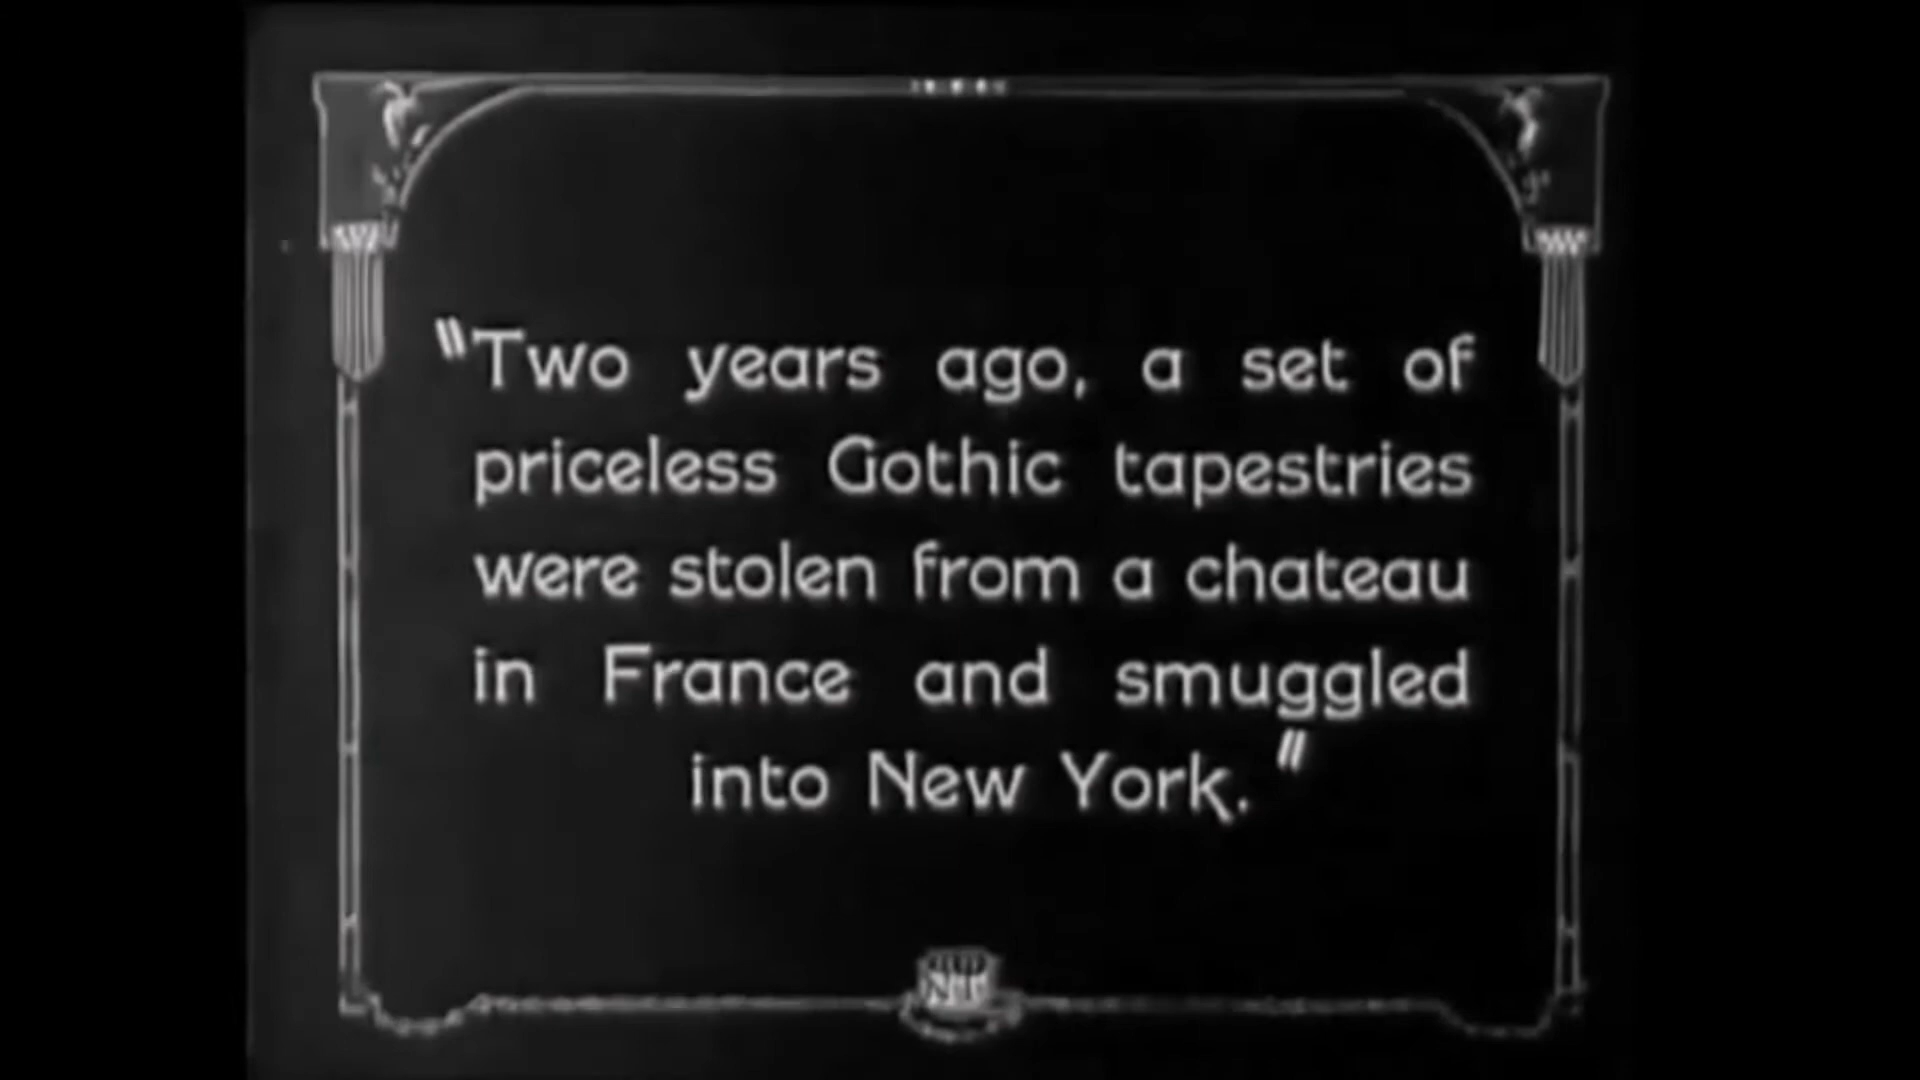 "Two years ago, a set of
priceless Gothic tapestries
were stolen from a chateau
in France and smuggled
into New York."